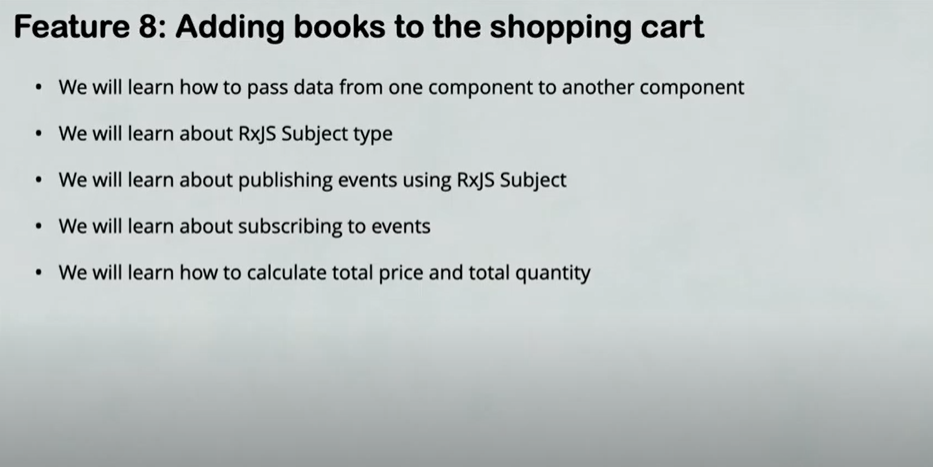 Feature 8: Adding books to the shopping cart
• We will learn how to pass data from one component to another component
• We will learn about RxJS Subject type
• We will learn about publishing events using RxJS Subject
• We will learn about subscribing to events
• We will learn how to calculate total price and total quantity